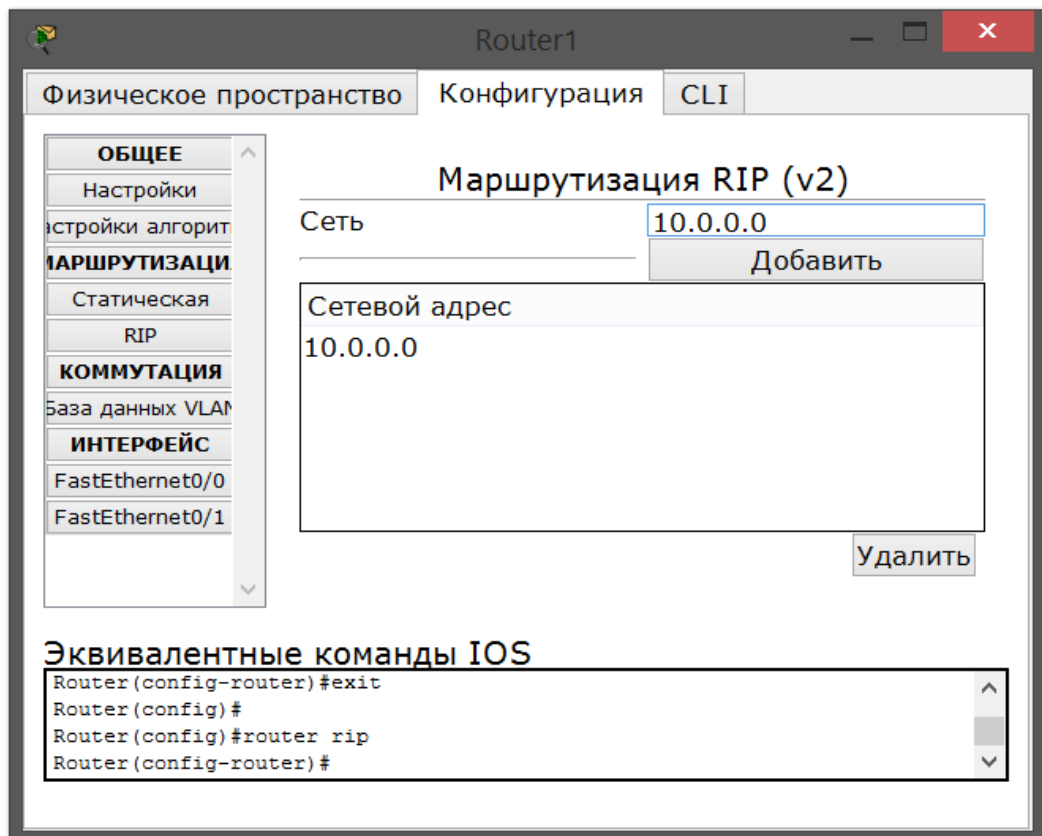 Router1
Физическое пространство
Конфигурация
CLI
ОБЩЕЕ
Настройки
астройки алгорит
МАРШРУТИЗАЦИ
Статическая
RIP
КОММУТАЦИЯ
База данных VLAN
ИНТЕРФЕЙС
FastEthernet0/0
FastEthernet0/1
Маршрутизация RIP (v2)
Сеть
10.0.0.0
Добавить
Сетевой адрес
10.0.0.0
Удалить
Эквивалентные команды IOS
Router(config-router)#exit
Router(config)#
Router(config)#router rip
Router(config-router)#